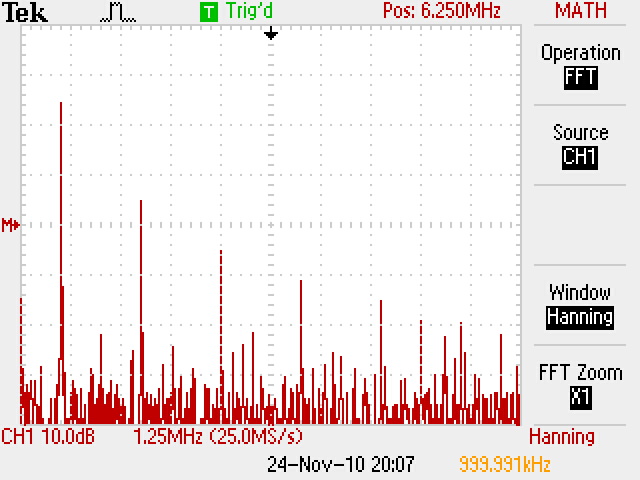 Tek T Trig'd Pos: 6.250MHz MATH
Operation
FFT
Source
CH1
M
Window
Hanning
FFT Zoom
X1
CH1 10.0dB 1.25MHz (25.0MS/s) Hanning
24-Nov-10 20:07 999.991kHz